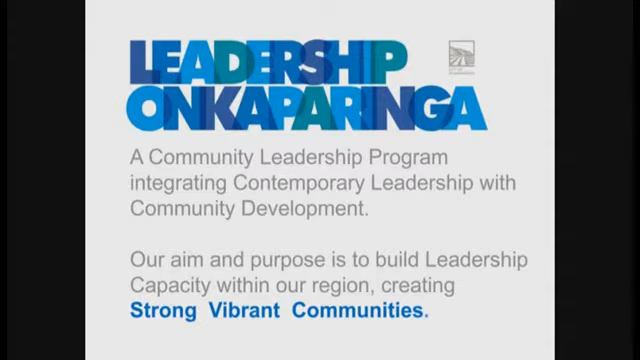 LEADERSHIP
ONKAPARINGA
A Community Leadership Program
integrating Contemporary Leadership with
Community Development.
Our aim and purpose is to build Leadership
Capacity within our region, creating
Strong Vibrant Communities.